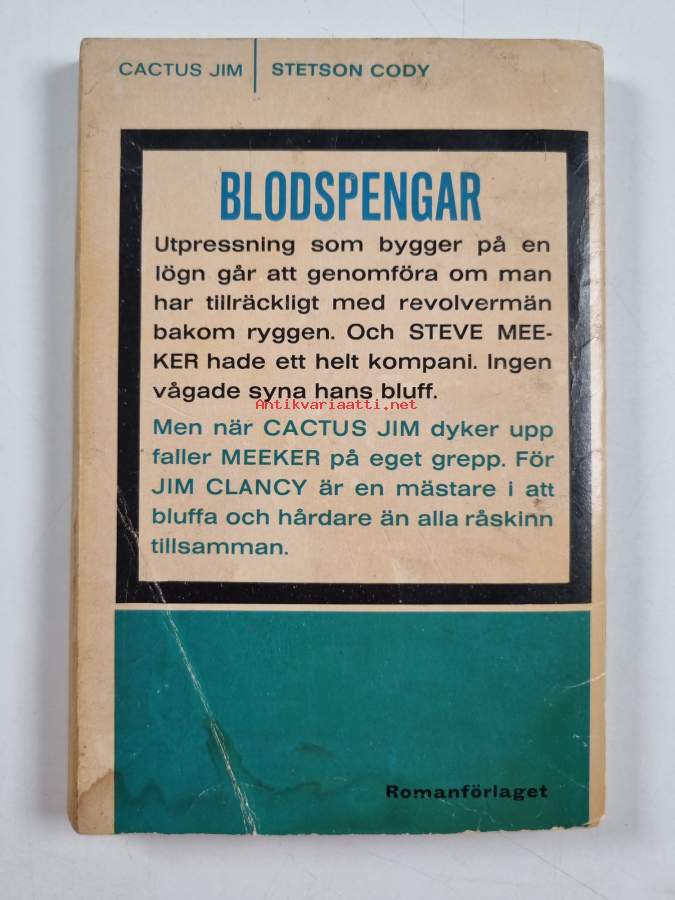 CACTUS JIM | STETSON CODY
BLODSPENGAR
Utpressning som bygger på en
lögn går att genomföra om man
har tillräckligt med revolvermän
bakom ryggen. Och STEVE MEE-
KER hade ett helt kompani. Ingen
vågade syna hans bluff.
Antikvariaatti.net
Men när CACTUS JIM dyker upp
faller MEEKER på eget grepp. För
JIM CLANCY är en mästare i att
bluffa och hårdare än alla råskinn
tillsamman.
Romanförlaget